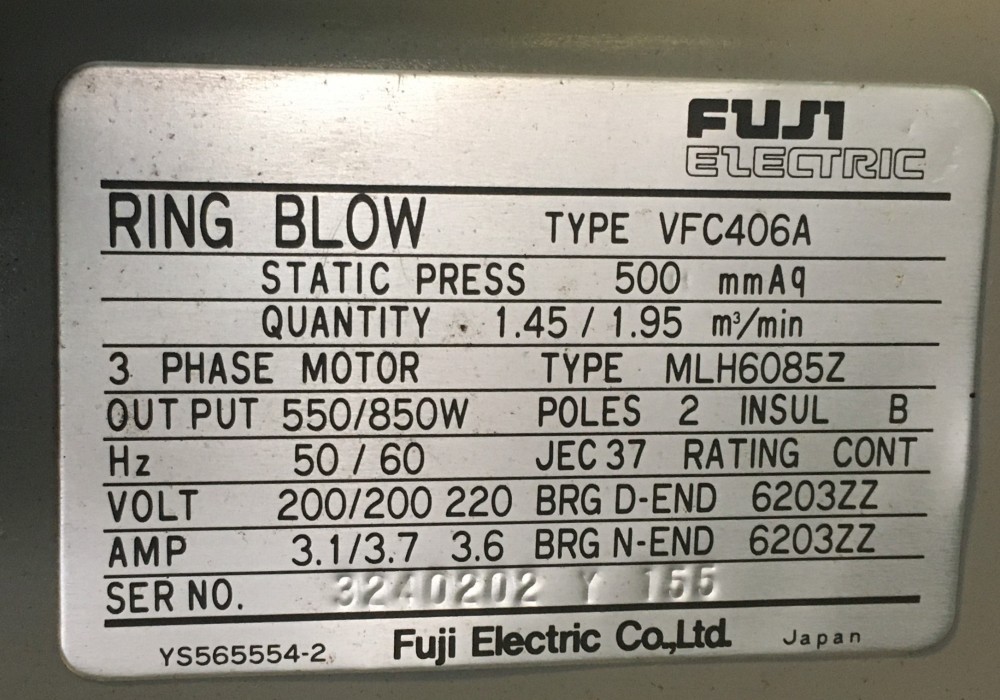 FUJI
ELECTRIC
RING BLOW TYPE VFC406A
STATIC PRESS 500 mmAq
QUANTITY 1.45 / 1.95 m³/min
3 PHASE MOTOR TYPE MLH6085Z
OUTPUT 550/850W POLES 2 INSUL B
Hz 50 / 60 JEC 37 RATING CONT
VOLT 200/200 220 BRG D-END 6203ZZ
AMP 3.1/3.7 3.6 BRG N-END 6203ZZ
SER NO. 3240202 Y 155
YS565554-2 Fuji Electric Co.,Ltd. Japan